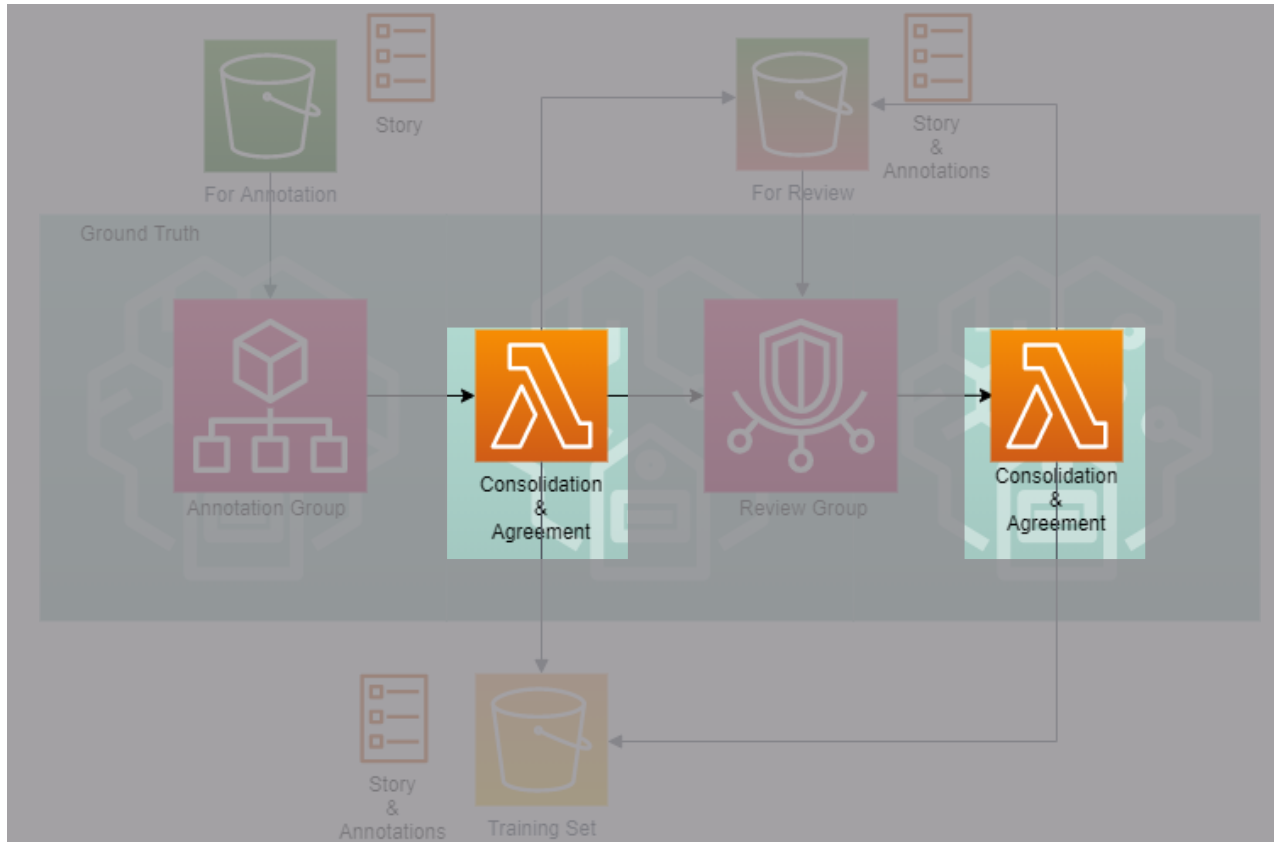 Story
For Annotation
Story
&
Annotations
For Review
Ground Truth
Annotation Group
Consolidation
&
Agreement
Review Group
Consolidation
&
Agreement
Story
&
Annotations
Training Set